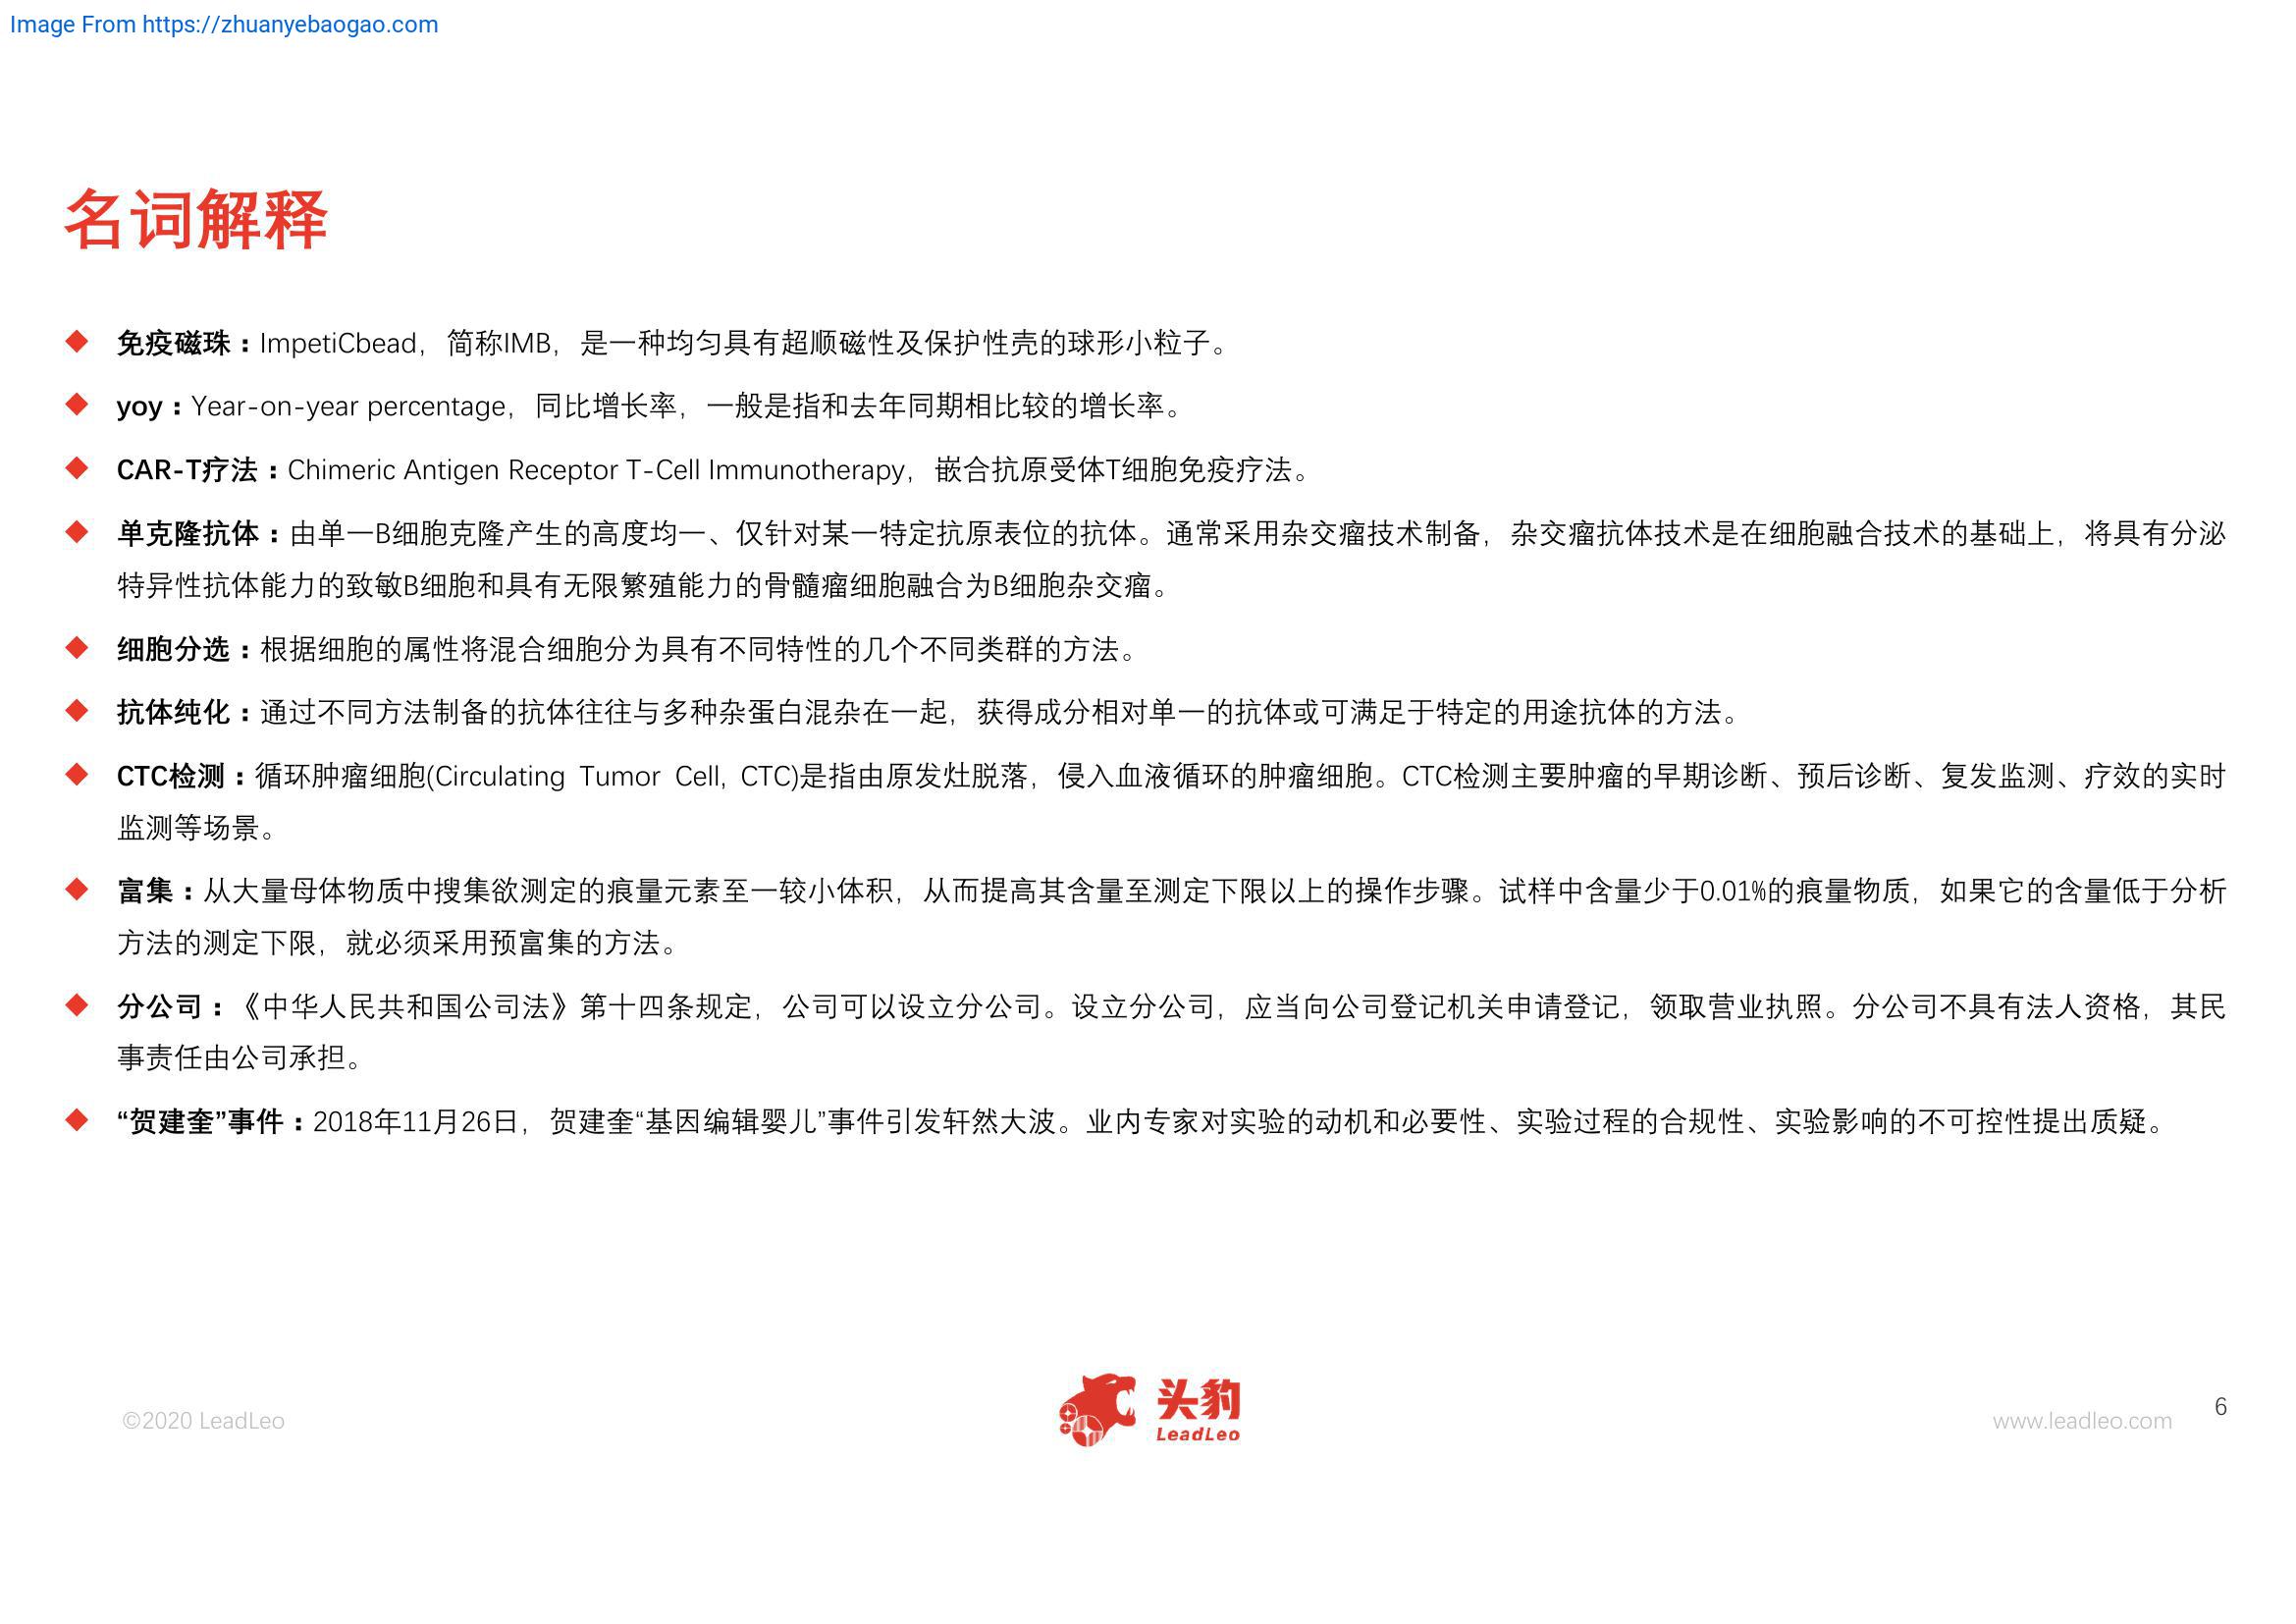 Image From https://zhuanyebaogao.com
名词解释
◆ 免疫磁珠：ImpetiCbead，简称IMB，是一种均匀具有超顺磁性及保护性壳的球形小粒子。
◆ yoy：Year-on-year percentage，同比增长率，一般是指和去年同期相比较的增长率。
◆ CAR-T疗法：Chimeric Antigen Receptor T-Cell Immunotherapy，嵌合抗原受体T细胞免疫疗法。
◆ 单克隆抗体：由单一B细胞克隆产生的高度均一、仅针对某一特定抗原表位的抗体。通常采用杂交瘤技术制备，杂交瘤抗体技术是在细胞融合技术的基础上，将具有分泌
特异性抗体能力的致敏B细胞和具有无限繁殖能力的骨髓瘤细胞融合为B细胞杂交瘤。
◆ 细胞分选：根据细胞的属性将混合细胞分为具有不同特性的几个不同类群的方法。
◆ 抗体纯化：通过不同方法制备的抗体往往与多种杂蛋白混杂在一起，获得成分相对单一的抗体或可满足于特定的用途抗体的方法。
◆ CTC检测：循环肿瘤细胞(Circulating Tumor Cell, CTC)是指由原发灶脱落，侵入血液循环的肿瘤细胞。CTC检测主要肿瘤的早期诊断、预后诊断、复发监测、疗效的实时
监测等场景。
◆ 富集：从大量母体物质中搜集欲测定的痕量元素至一较小体积，从而提高其含量至测定下限以上的操作步骤。试样中含量少于0.01%的痕量物质，如果它的含量低于分析
方法的测定下限，就必须采用预富集的方法。
◆ 分公司：《中华人民共和国公司法》第十四条规定，公司可以设立分公司。设立分公司，应当向公司登记机关申请登记，领取营业执照。分公司不具有法人资格，其民
事责任由公司承担。
◆ “贺建奎”事件：2018年11月26日，贺建奎“基因编辑婴儿”事件引发轩然大波。业内专家对实验的动机和必要性、实验过程的合规性、实验影响的不可控性提出质疑。
©2020 LeadLeo
头豹
LeadLeo
www.leadleo.com
6